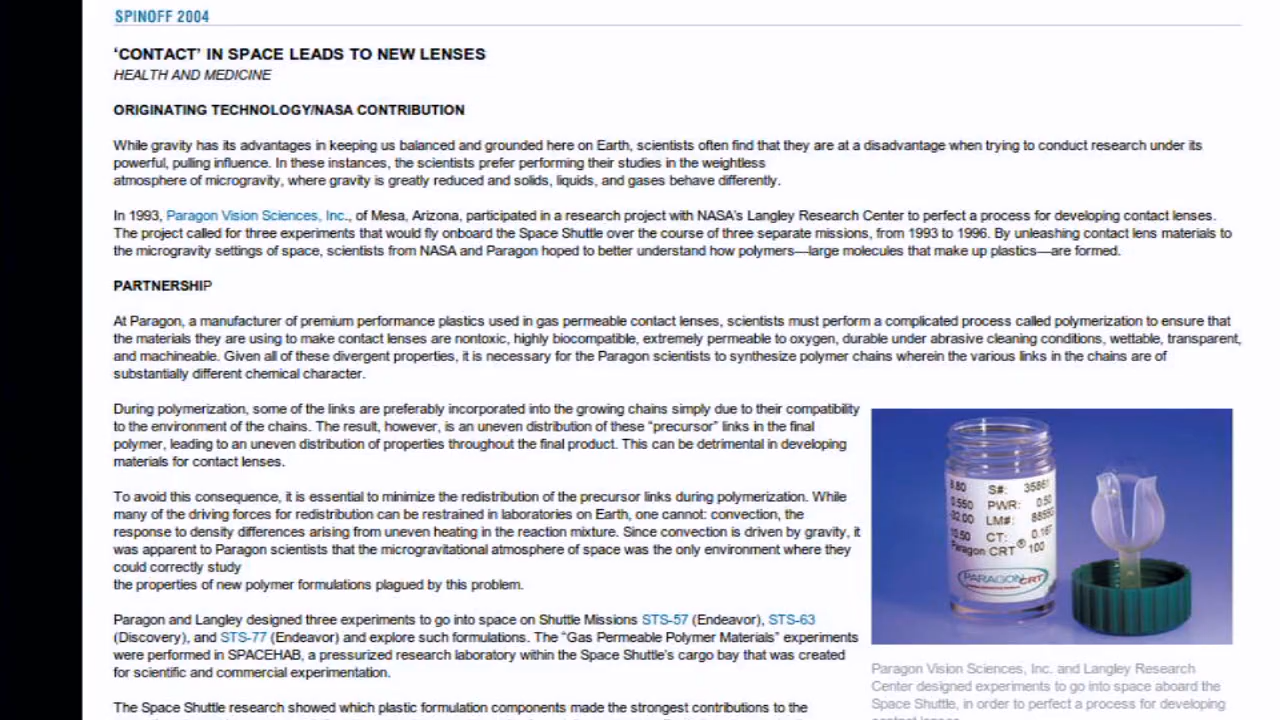 SPINOFF 2004
‘CONTACT’ IN SPACE LEADS TO NEW LENSES
HEALTH AND MEDICINE
ORIGINATING TECHNOLOGY/NASA CONTRIBUTION
While gravity has its advantages in keeping us balanced and grounded here on Earth, scientists often find that they are at a disadvantage when trying to conduct research under its
powerful, pulling influence. In these instances, the scientists prefer performing their studies in the weightless
atmosphere of microgravity, where gravity is greatly reduced and solids, liquids, and gases behave differently.
In 1993, Paragon Vision Sciences, Inc., of Mesa, Arizona, participated in a research project with NASA’s Langley Research Center to perfect a process for developing contact lenses.
The project called for three experiments that would fly onboard the Space Shuttle over the course of three separate missions, from 1993 to 1996. By unleashing contact lens materials to
the microgravity settings of space, scientists from NASA and Paragon hoped to better understand how polymers—large molecules that make up plastics—are formed.
PARTNERSHIP
At Paragon, a manufacturer of premium performance plastics used in gas permeable contact lenses, scientists must perform a complicated process called polymerization to ensure that
the materials they are using to make contact lenses are nontoxic, highly biocompatible, extremely permeable to oxygen, durable under abrasive cleaning conditions, wettable, transparent,
and machineable. Given all of these divergent properties, it is necessary for the Paragon scientists to synthesize polymer chains wherein the various links in the chains are of
substantially different chemical character.
During polymerization, some of the links are preferably incorporated into the growing chains simply due to their compatibility
to the environment of the chains. The result, however, is an uneven distribution of these “precursor” links in the final
polymer, leading to an uneven distribution of properties throughout the final product. This can be detrimental in developing
materials for contact lenses.
To avoid this consequence, it is essential to minimize the redistribution of the precursor links during polymerization. While
many of the driving forces for redistribution can be restrained in laboratories on Earth, one cannot: convection, the
response to density differences arising from uneven heating in the reaction mixture. Since convection is driven by gravity, it
was apparent to Paragon scientists that the microgravitational atmosphere of space was the only environment where they
could correctly study
the properties of new polymer formulations plagued by this problem.
Paragon and Langley designed three experiments to go into space on Shuttle Missions STS-57 (Endeavor), STS-63
(Discovery), and STS-77 (Endeavor) and explore such formulations. The “Gas Permeable Polymer Materials” experiments
were performed in SPACEHAB, a pressurized research laboratory within the Space Shuttle’s cargo bay that was created
for scientific and commercial experimentation.
The Space Shuttle research showed which plastic formulation components made the strongest contributions to the
8.80 S#: 35861
0.550 PWR: 0.50
LM#:
CT: 0.167
Paragon CRT® 100
PARAGON CRT
Paragon Vision Sciences, Inc. and Langley Research
Center designed experiments to go into space aboard the
Space Shuttle, in order to perfect a process for developing
contact lenses